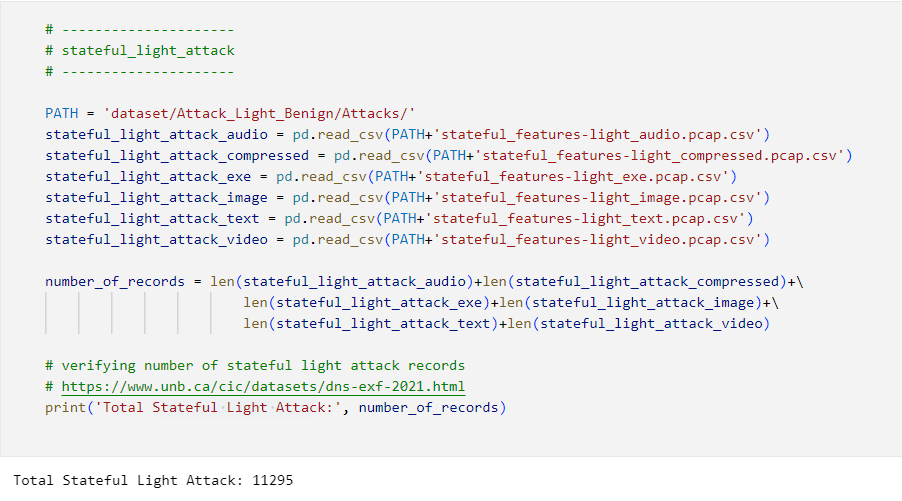 # ---------------------
# stateful_light_attack
# ---------------------
PATH = 'dataset/Attack_Light_Benign/Attacks/'
stateful_light_attack_audio = pd.read_csv(PATH+'stateful_features-light_audio.pcap.csv')
stateful_light_attack_compressed = pd.read_csv(PATH+'stateful_features-light_compressed.pcap.csv')
stateful_light_attack_exe = pd.read_csv(PATH+'stateful_features-light_exe.pcap.csv')
stateful_light_attack_image = pd.read_csv(PATH+'stateful_features-light_image.pcap.csv')
stateful_light_attack_text = pd.read_csv(PATH+'stateful_features-light_text.pcap.csv')
stateful_light_attack_video = pd.read_csv(PATH+'stateful_features-light_video.pcap.csv')
number_of_records = len(stateful_light_attack_audio)+len(stateful_light_attack_compressed)+\
len(stateful_light_attack_exe)+len(stateful_light_attack_image)+\
len(stateful_light_attack_text)+len(stateful_light_attack_video)
# verifying number of stateful light attack records
# https://www.unb.ca/cic/datasets/dns-exf-2021.html
print('Total Stateful Light Attack:', number_of_records)
Total Stateful Light Attack: 11295